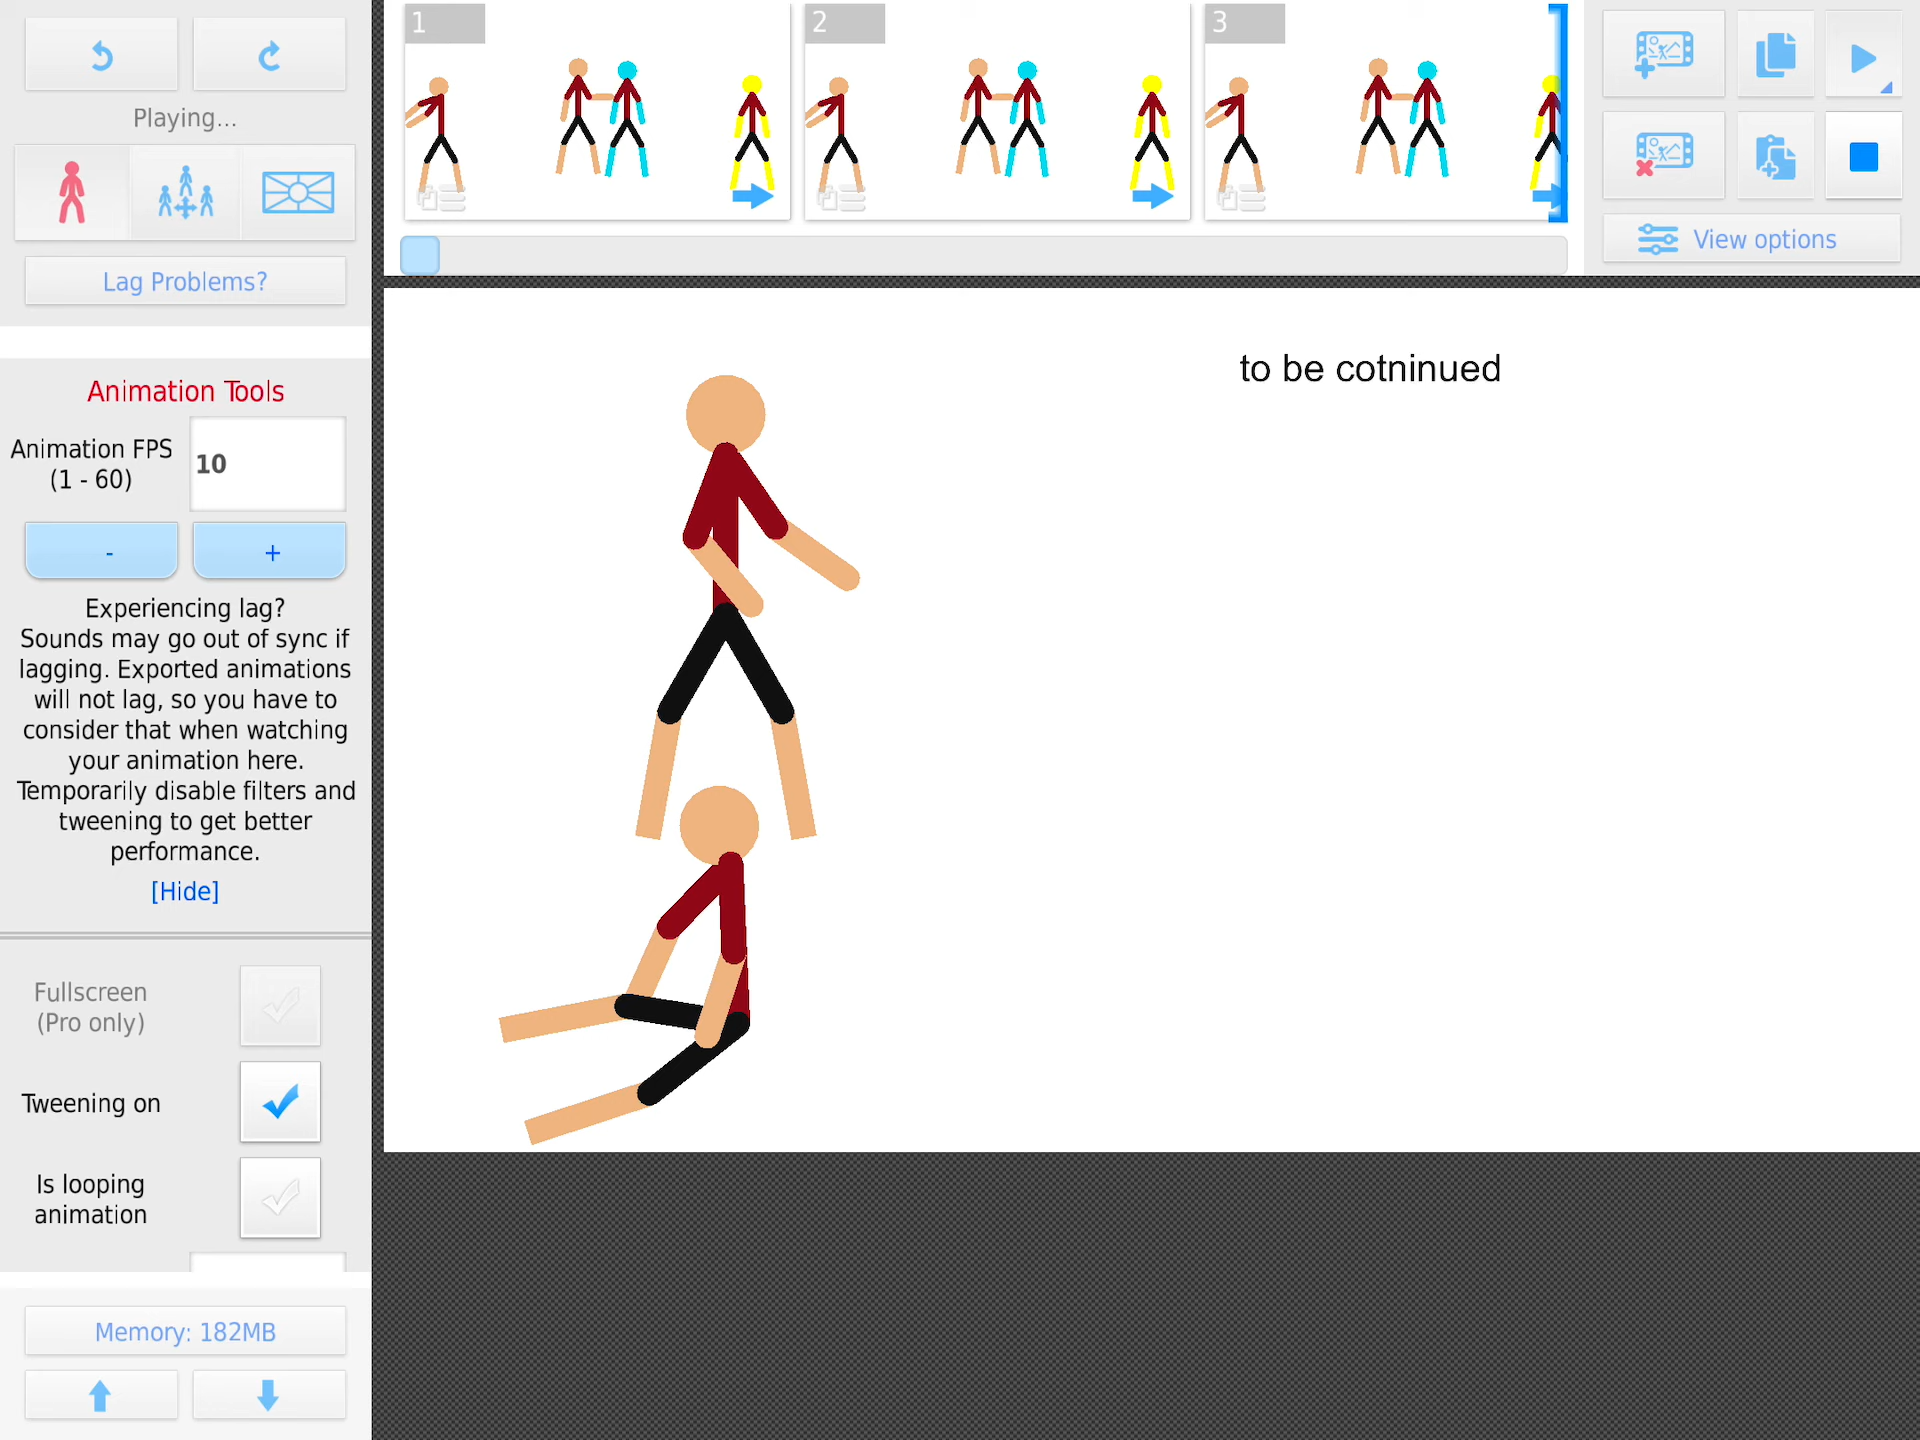 Playing...
Lag Problems?
1
2
3
View options
to be cotninued
Animation Tools
Animation FPS
(1 - 60)
10
-
+
Experiencing lag?
Sounds may go out of sync if
lagging. Exported animations
will not lag, so you have to
consider that when watching
your animation here.
Temporarily disable filters and
tweening to get better
performance.
[Hide]
Fullscreen
(Pro only)
Tweening on
Is looping
animation
Memory: 182MB